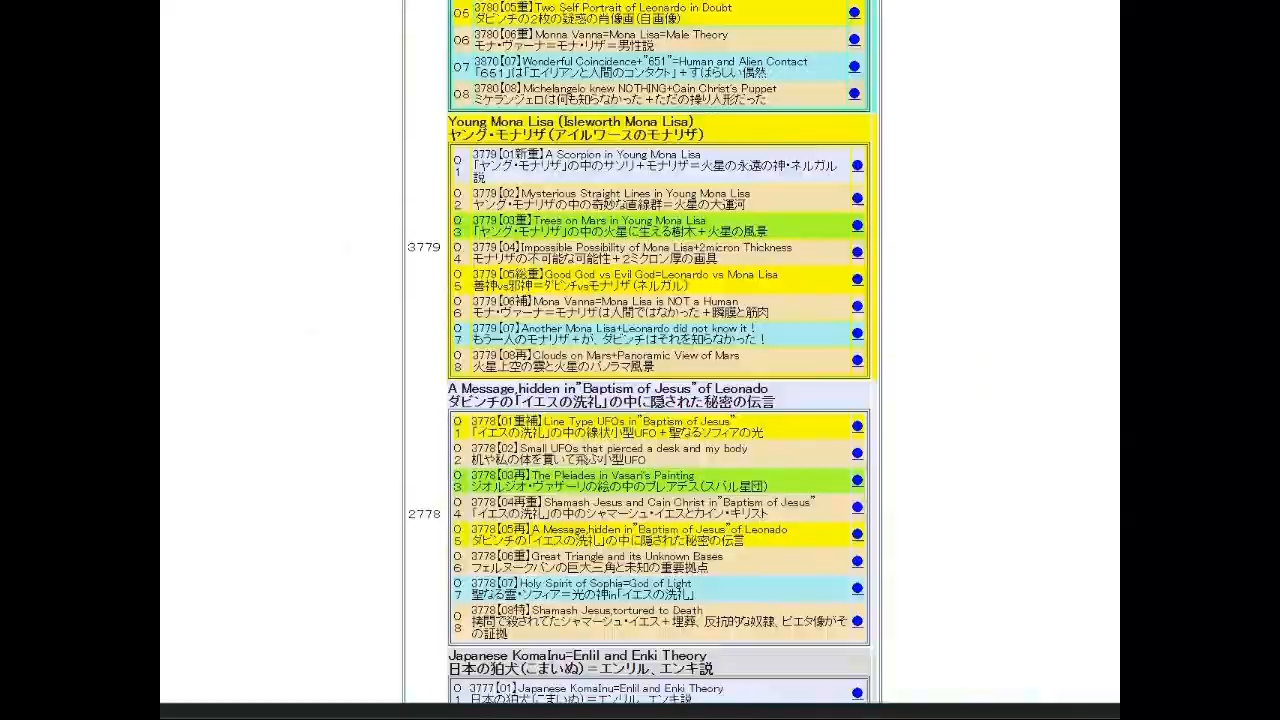 05 3780【05重】Two Self Portrait of Leonardo in Doubt
ダビンチの2枚の疑惑の肖像画(自画像)
06 3780【06重】Monna Vanna=Mona Lisa=Male Theory
モナ・ヴァーナ=モナ・リザ=男性説
07 3870【07】Wonderful Coincidence+"651"=Human and Alien Contact
「651」は「エイリアンと人間のコンタクト」+すばらしい偶然
08 3780【08】Michelangelo knew NOTHING+Cain Christ's Puppet
ミケランジェロは何も知らなかった+ただの操り人形だった
Young Mona Lisa (Isleworth Mona Lisa)
ヤング・モナリザ(アイルワースのモナリザ)
3779
01 3779【01新重】A Scorpion in Young Mona Lisa
「ヤング・モナリザ」の中のサソリ+モナリザ=火星の永遠の神・ネルガル
説
02 3779【02】Mysterious Straight Lines in Young Mona Lisa
ヤング・モナリザの中の奇妙な直線群=火星の大運河
03 3779【03重】Trees on Mars in Young Mona Lisa
「ヤング・モナリザ」の中の火星に生える樹木+火星の風景
04 3779【04】Impossible Possibility of Mona Lisa+2micron Thickness
モナリザの不可能な可能性+2ミクロン厚の画具
05 3779【05総重】Good God vs Evil God=Leonardo vs Mona Lisa
善神vs邪神=ダビンチvsモナリザ(ネルガル)
06 3779【06補】Mona Vanna=Mona Lisa is NOT a Human
モナ・ヴァーナ=モナリザは人間ではなかった+瞬膜と筋肉
07 3779【07】Another Mona Lisa+Leonardo did not know it!
もう一人のモナリザ+が、ダビンチはそれを知らなかった!
08 3779【08再】Clouds on Mars+Panoramic View of Mars
火星上空の雲と火星のパノラマ風景
A Message,hidden in"Baptism of Jesus"of Leonado
ダビンチの「イエスの洗礼」の中に隠された秘密の伝言
2778
01 3778【01重補】Line Type UFOs in"Baptism of Jesus"
「イエスの洗礼」の中の線状小型UFO+聖なるソフィアの光
02 3778【02】Small UFOs that pierced a desk and my body
机や私の体を貫いて飛ぶ小型UFO
03 3778【03再】The Pleiades in Vasari's Painting
ジオルジオ・ヴァザーリの絵の中のプレアデス(スバル星団)
04 3778【04再重】Shamash Jesus and Cain Christ in"Baptism of Jesus"
「イエスの洗礼」の中のシャマーシュ・イエスとカイン・キリスト
05 3778【05再】A Message,hidden in"Baptism of Jesus"of Leonado
ダビンチの「イエスの洗礼」の中に隠された秘密の伝言
06 3778【06重】Great Triangle and its Unknown Bases
フェルヌークバンの巨大三角と未知の重要拠点
07 3778【07】Holy Spirit of Sophia=God of Light
聖なる霊・ソフィア=光の神in「イエスの洗礼」
08 3778【08特】Shamash Jesus,tortured to Death
拷問で殺されてたシャマーシュ・イエス+埋葬、反抗的な奴隷、ピエタ像がそ
の証拠
Japanese KomaInu=Enlil and Enki Theory
日本の狛犬(こまいぬ)=エンリル、エンキ説
01 3777【01】Japanese KomaInu=Enlil and Enki Theory
日本の狛犬(こまいぬ)=エンリル、エンキ説